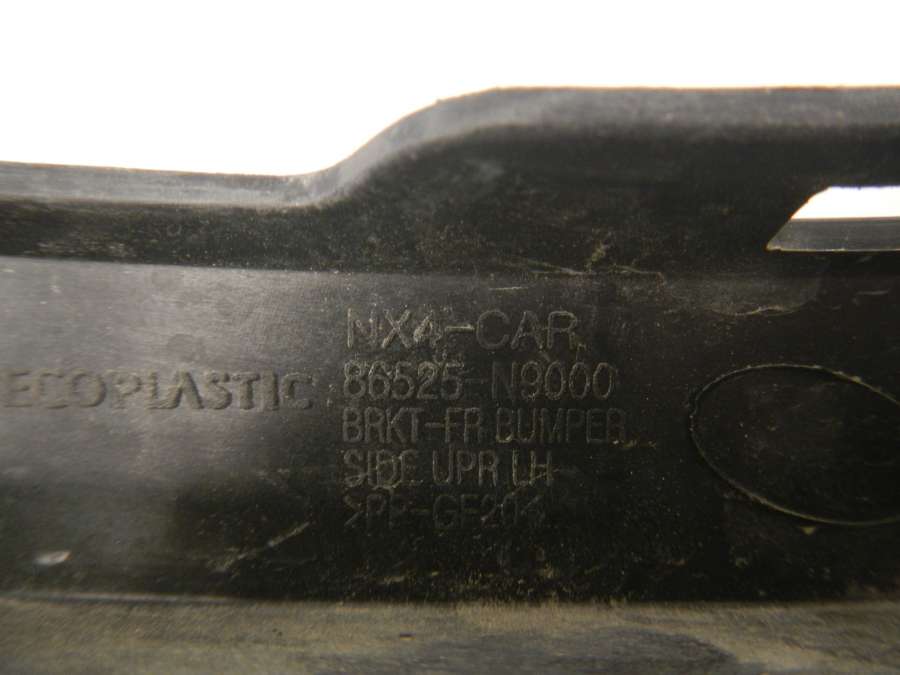 NX4-CAR
ECOPLASTIC
86525-N9000
BRKT-FR BUMPER
SIDE UPR LH
>PP-GF20<